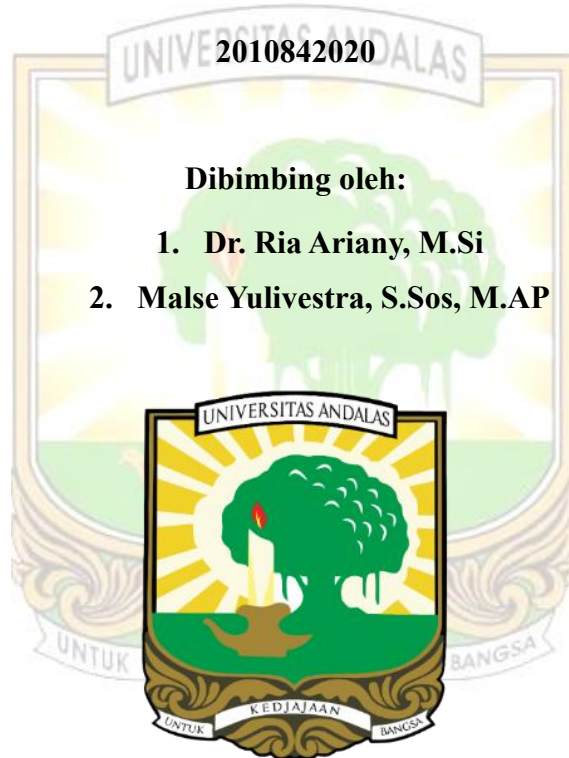 UNIVERSITAS ANDALAS
2010842020
Dibimbing oleh:
1. Dr. Ria Ariany, M.Si
2. Malse Yulivestra, S.Sos, M.AP
UNIVERSITAS ANDALAS
UNTUK
BANGSA
KEDJAJAAN
UNTUK
BANGSA